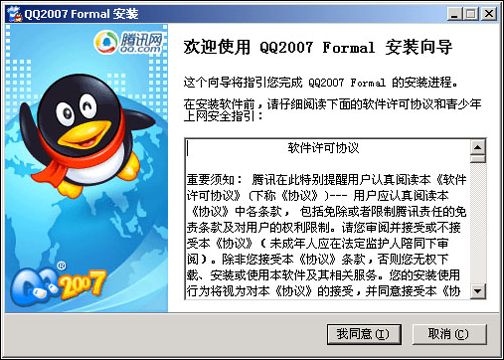 QQ2007 Formal 安装
腾讯网
QQ.com
欢迎使用 QQ2007 Formal 安装向导
这个向导将指引您完成 QQ2007 Formal 的安装进程。
在安装软件前，请仔细阅读下面的软件许可协议和青少年
上网安全指引：
软件许可协议
重要须知： 腾讯在此特别提醒用户认真阅读本《软件
许可协议》(下称《协议》)--- 用户应认真阅读本
《协议》中各条款， 包括免除或者限制腾讯责任的免
责条款及对用户的权利限制。请您审阅并接受或不接
受本《协议》（未成年人应在法定监护人陪同下审
阅）。除非您接受本《协议》条款，否则您无权下
载、安装或使用本软件及其相关服务。您的安装使用
行为将视为对本《协议》的接受，并同意接受本《协
QQ®2007
我同意(I)
取消(C)